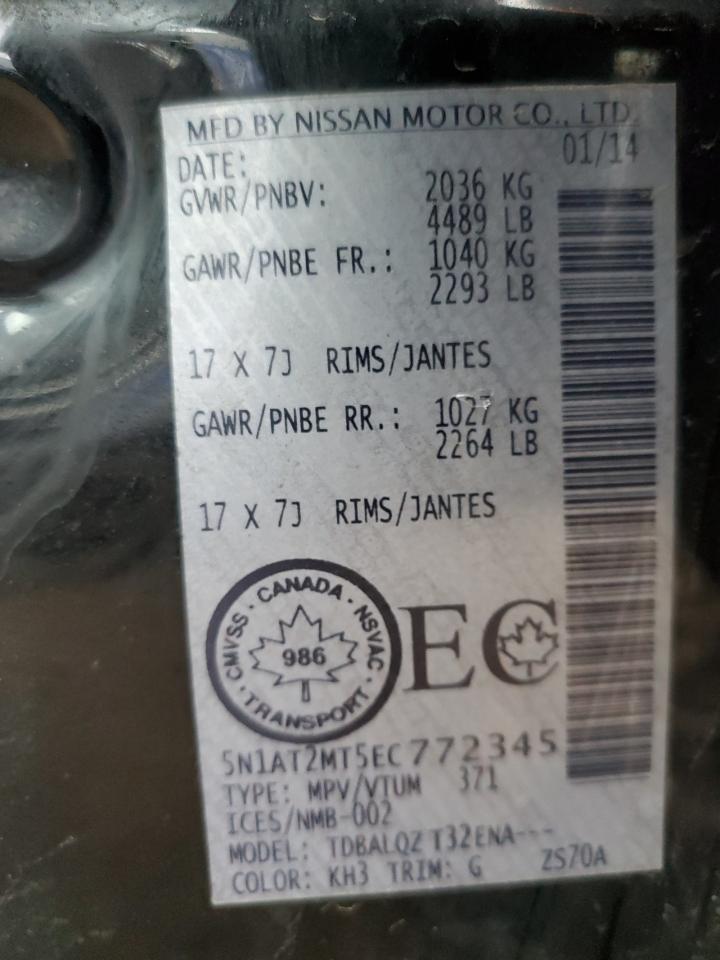 MFD BY NISSAN MOTOR CO., LTD.
DATE: 01/14
GVWR/PNBV: 2036 KG
4489 LB
GAWR/PNBE FR.: 1040 KG
2293 LB
17 X 7J RIMS/JANTES
GAWR/PNBE RR.: 1027 KG
2264 LB
17 X 7J RIMS/JANTES
CMVSS · CANADA · NSVAC · TRANSPORT ·
986
EC
5N1AT2MT5EC772345
TYPE: MPV/VTUM 371
ICES/NMB-002
MODEL: TDBALQZ T32ENA---
COLOR: KH3 TRIM: G ZS70A